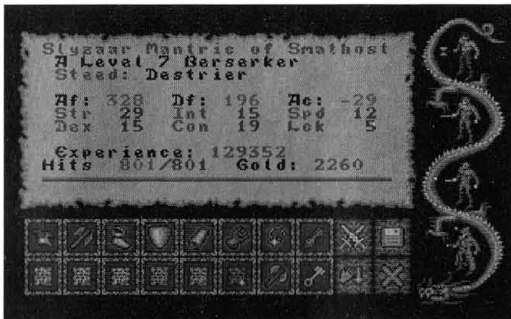 Slyzaar Mantric of Smathost
A Level 7 Berserker
Steed: Destrier
Af: 328 Df: 196 Ac: -29
Str 29 Int 15 Spd 12
Dex 15 Con 19 Lck 5
Experience: 129352
Hits 801/801 Gold: 2260